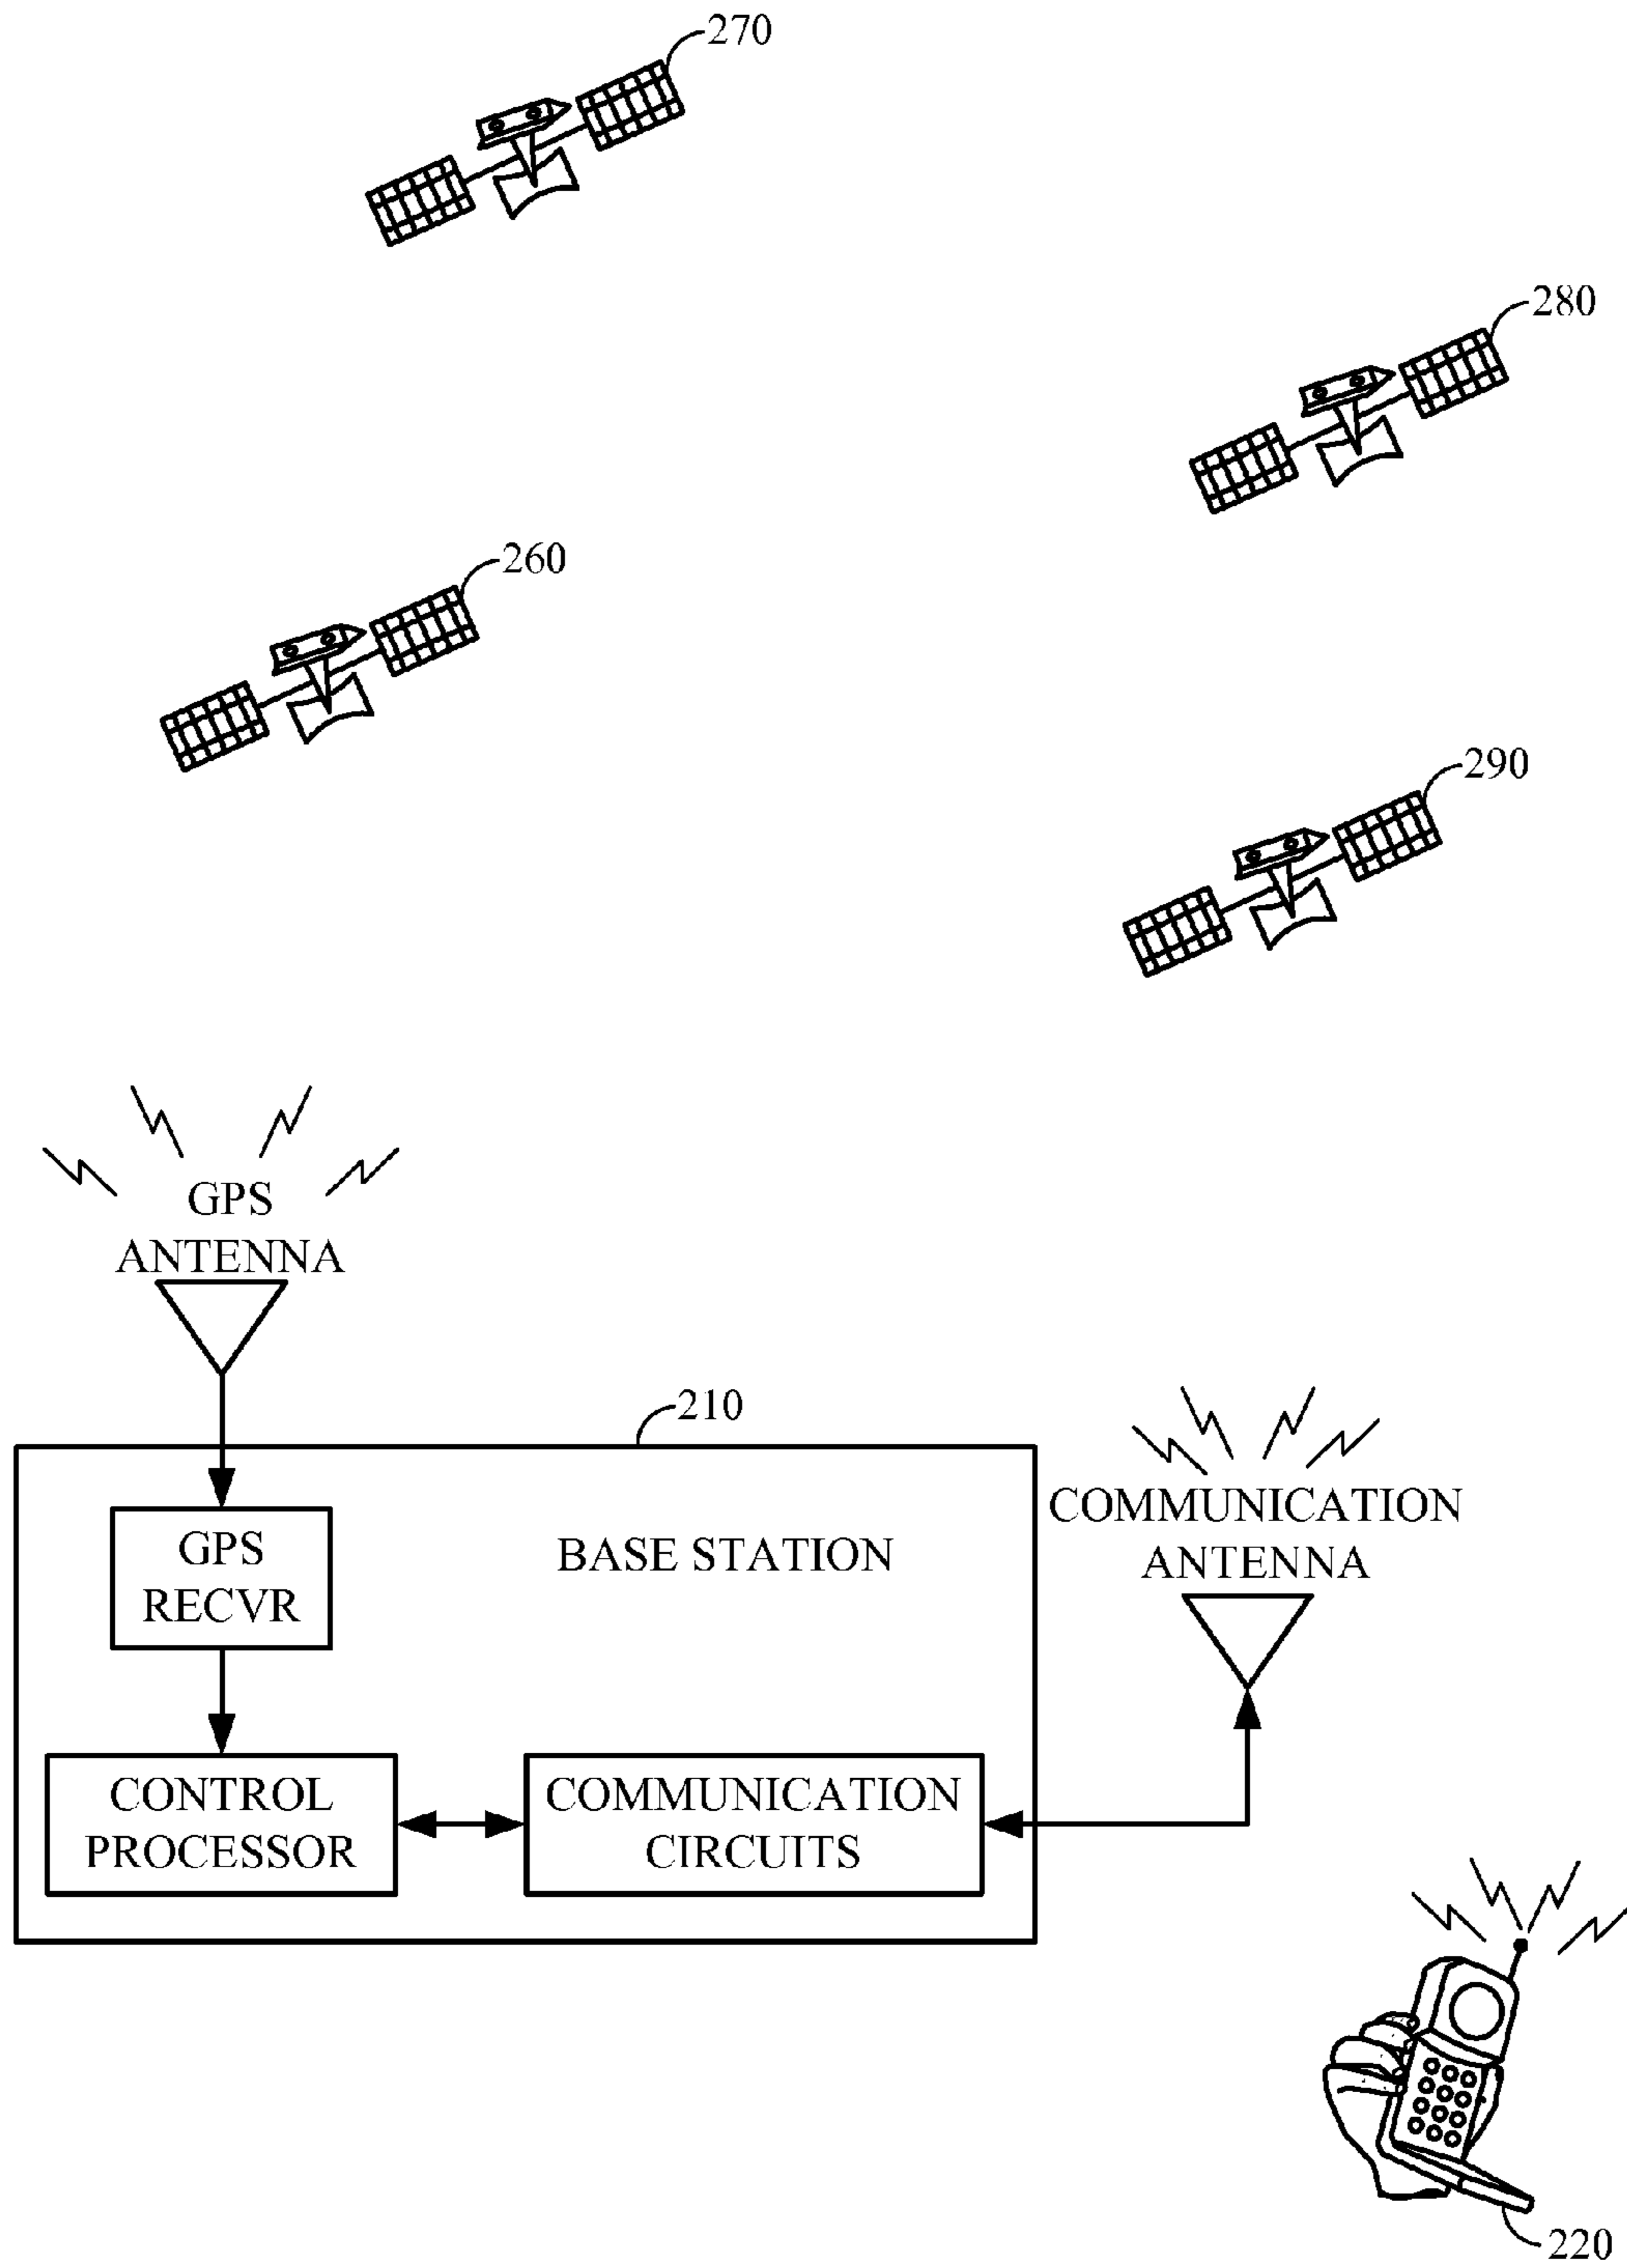 270
280
260
290
GPS
ANTENNA
210
COMMUNICATION
ANTENNA
GPS
RECVR
BASE STATION
CONTROL
PROCESSOR
COMMUNICATION
CIRCUITS
220